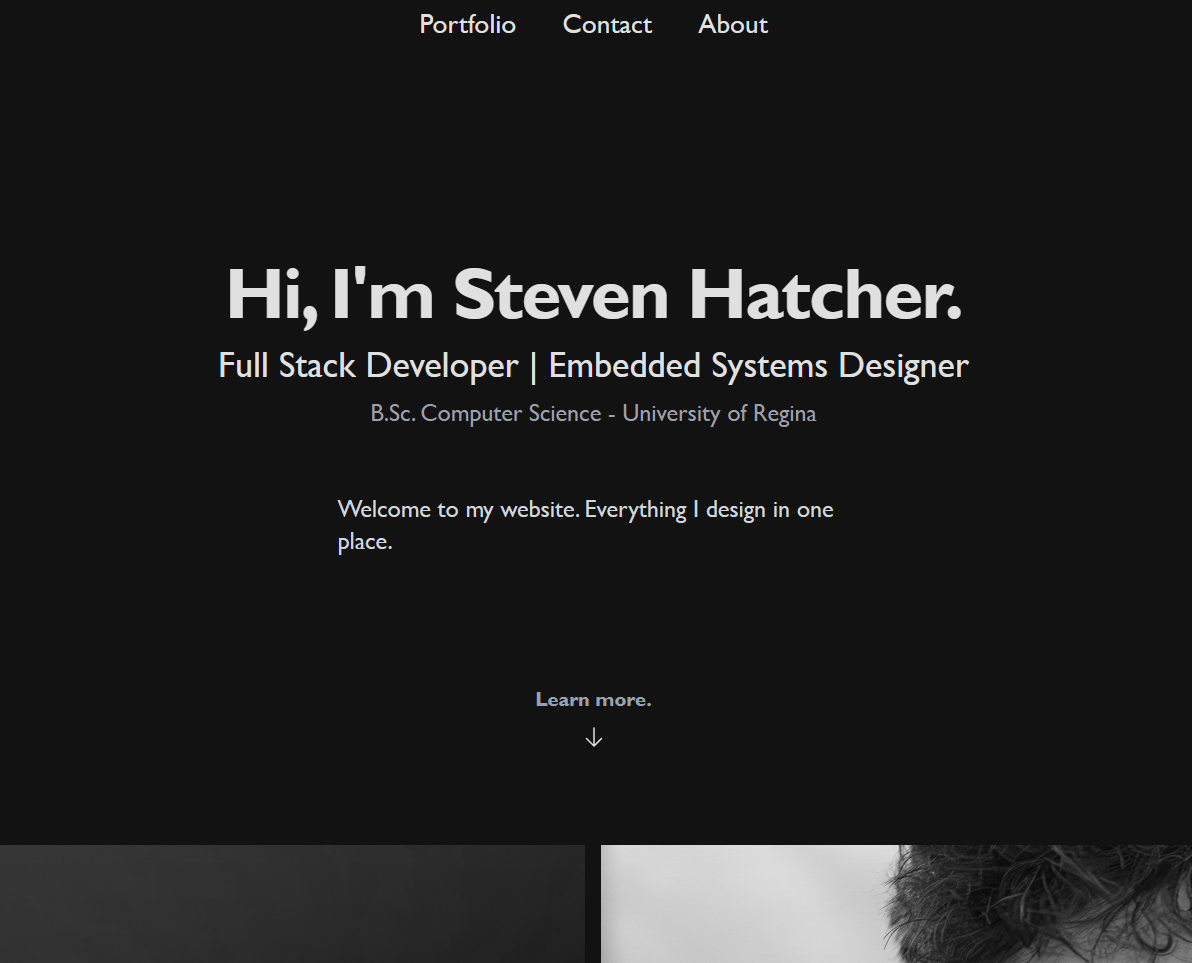 Portfolio Contact About
Hi, I'm Steven Hatcher.
Full Stack Developer | Embedded Systems Designer
B.Sc. Computer Science - University of Regina
Welcome to my website. Everything I design in one
place.
Learn more.